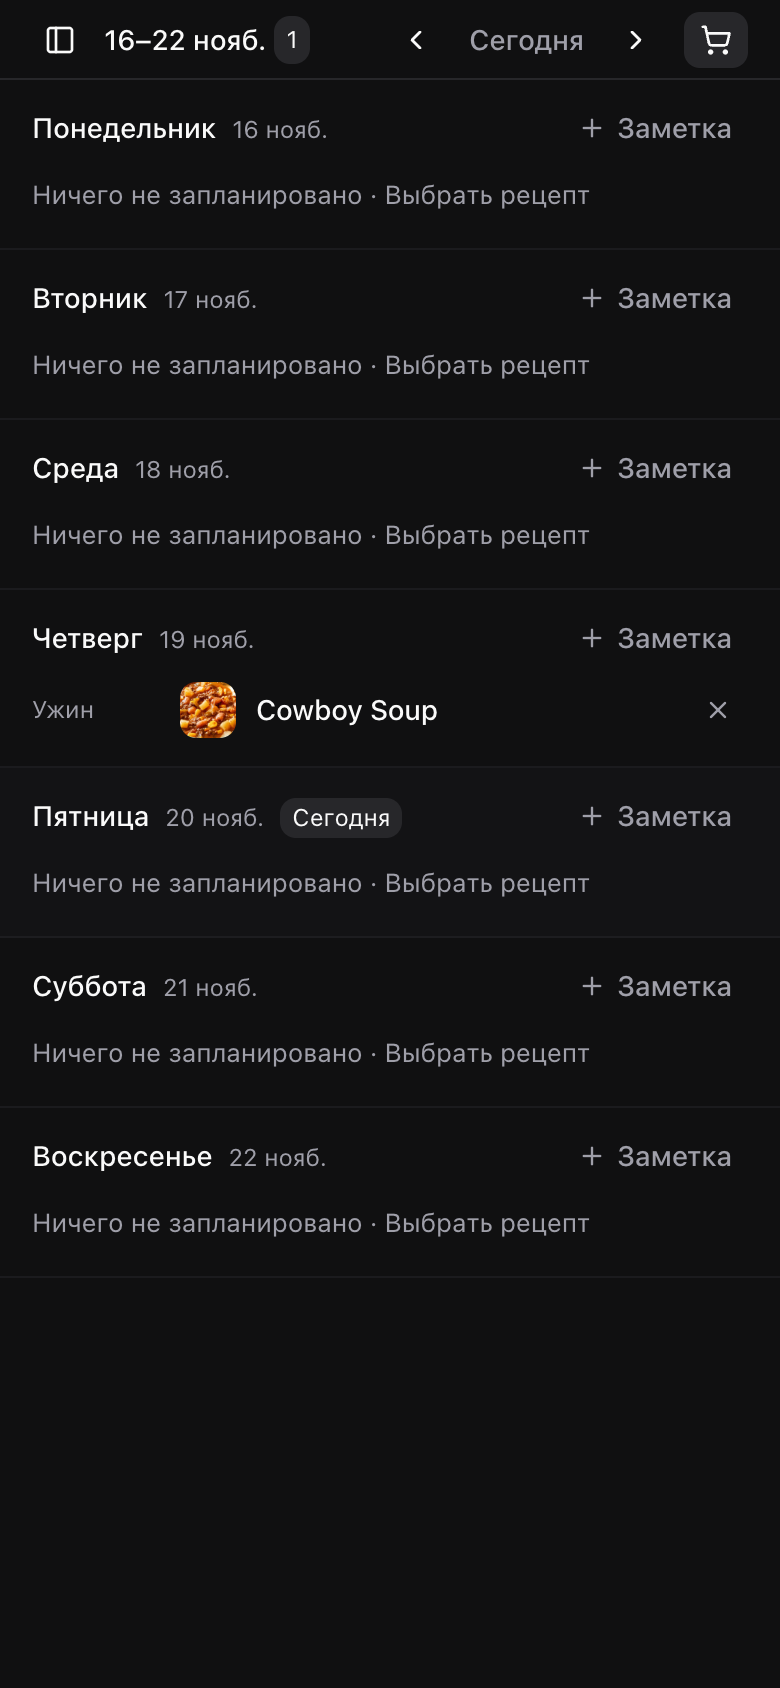 16–22 нояб. 1 Сегодня
Понедельник 16 нояб. + Заметка
Ничего не запланировано · Выбрать рецепт
Вторник 17 нояб. + Заметка
Ничего не запланировано · Выбрать рецепт
Среда 18 нояб. + Заметка
Ничего не запланировано · Выбрать рецепт
Четверг 19 нояб. + Заметка
Ужин Cowboy Soup
Пятница 20 нояб. Сегодня + Заметка
Ничего не запланировано · Выбрать рецепт
Суббота 21 нояб. + Заметка
Ничего не запланировано · Выбрать рецепт
Воскресенье 22 нояб. + Заметка
Ничего не запланировано · Выбрать рецепт